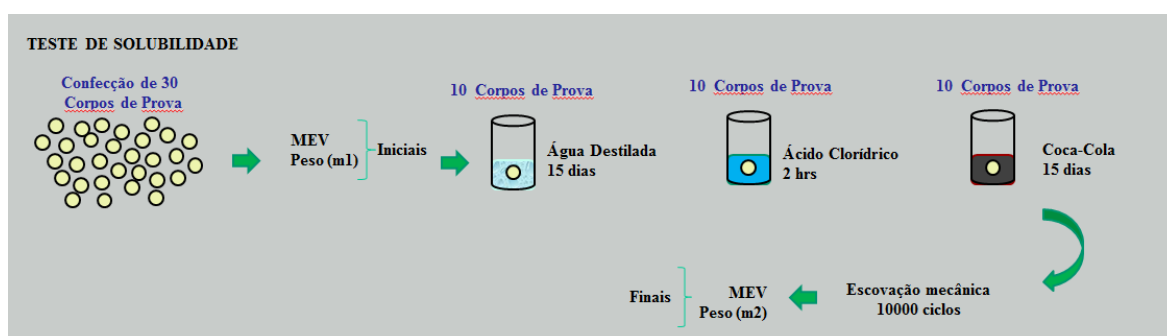 TESTE DE SOLUBILIDADE
Confecção de 30
Corpos de Prova
MEV
Peso (m1)
Iniciais
10 Corpos de Prova
Água Destilada
15 dias
10 Corpos de Prova
Ácido Clorídrico
2 hrs
10 Corpos de Prova
Coca-Cola
15 dias
Escovação mecânica
10000 ciclos
MEV
Peso (m2)
Finais